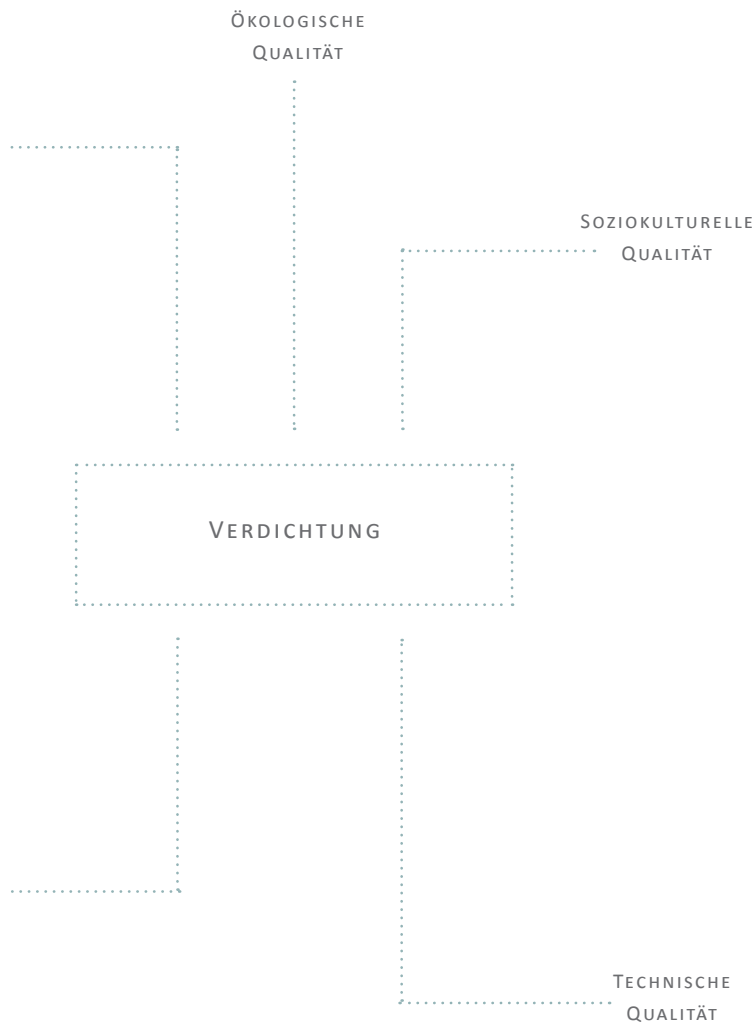 Ökologische
Qualität
Soziokulturelle
Qualität
Verdichtung
Technische
Qualität